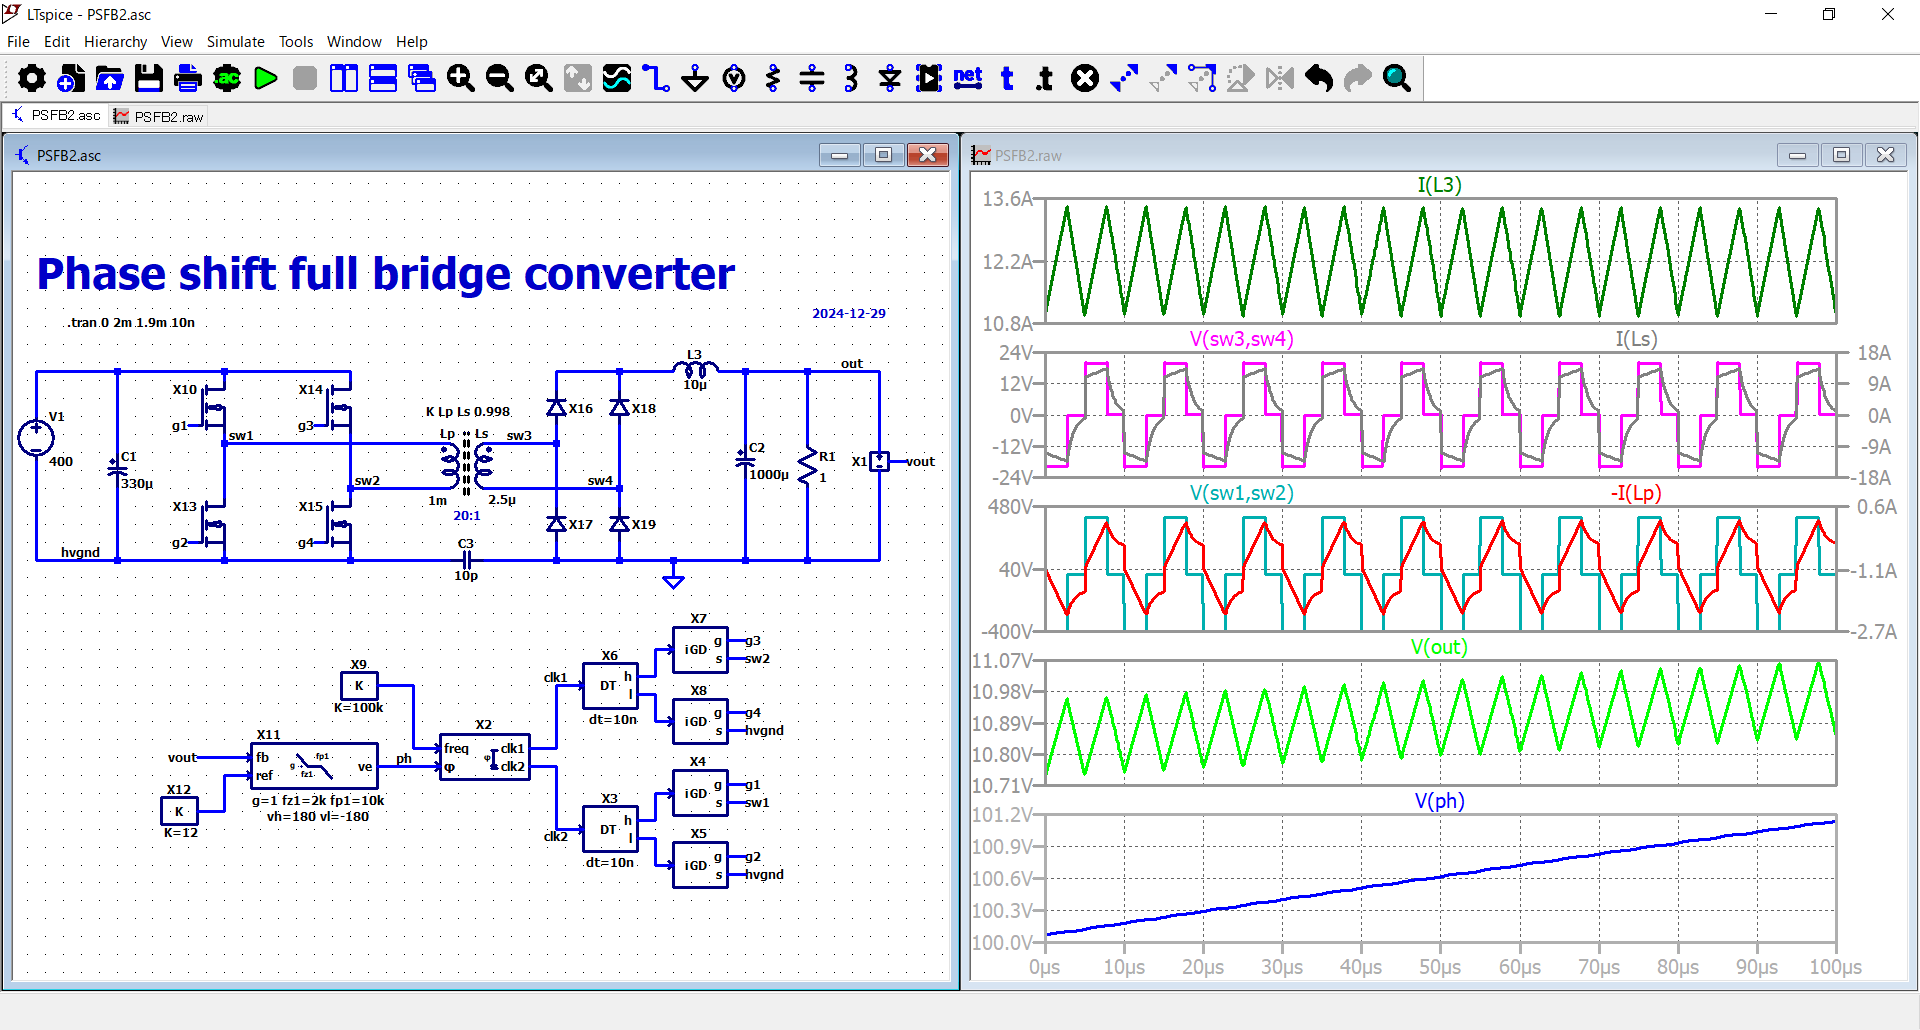 LTspice - PSFB2.asc
File Edit Hierarchy View Simulate Tools Window Help
.ac net t .t
PSFB2.asc PSFB2.raw
PSFB2.asc
Phase shift full bridge converter
.tran 0 2m 1.9m 10n
2024-12-29
L3
10µ
out
X10
X14
V1
400
g1
g3
K Lp Ls 0.998
X16
X18
sw1
Lp
Ls
sw3
C1
330µ
C2
1000µ
R1
1
X1
vout
sw2
1m
2.5µ
sw4
20:1
X13
X15
X17
X19
g2
g4
hvgnd
C3
10p
X7
iGD
g
s
g3
sw2
X9
K
K=100k
X6
clk1
DT
h
l
dt=10n
X8
iGD
g
s
g4
hvgnd
X11
vout
fb
ref
g
fp1
fz1
ve
ph
g=1 fz1=2k fp1=10k
vh=180 vl=-180
X12
K
K=12
X2
freq
φ
φ
clk1
clk2
X4
iGD
g
s
g1
sw1
X3
clk2
DT
h
l
dt=10n
X5
iGD
g
s
g2
hvgnd
PSFB2.raw
I(L3)
13.6A
12.2A
10.8A
V(sw3,sw4) I(Ls)
24V 18A
12V 9A
0V 0A
-12V -9A
-24V -18A
V(sw1,sw2) -I(Lp)
480V 0.6A
40V -1.1A
-400V -2.7A
V(out)
11.07V
10.98V
10.89V
10.80V
10.71V
V(ph)
101.2V
100.9V
100.6V
100.3V
100.0V
0µs 10µs 20µs 30µs 40µs 50µs 60µs 70µs 80µs 90µs 100µs